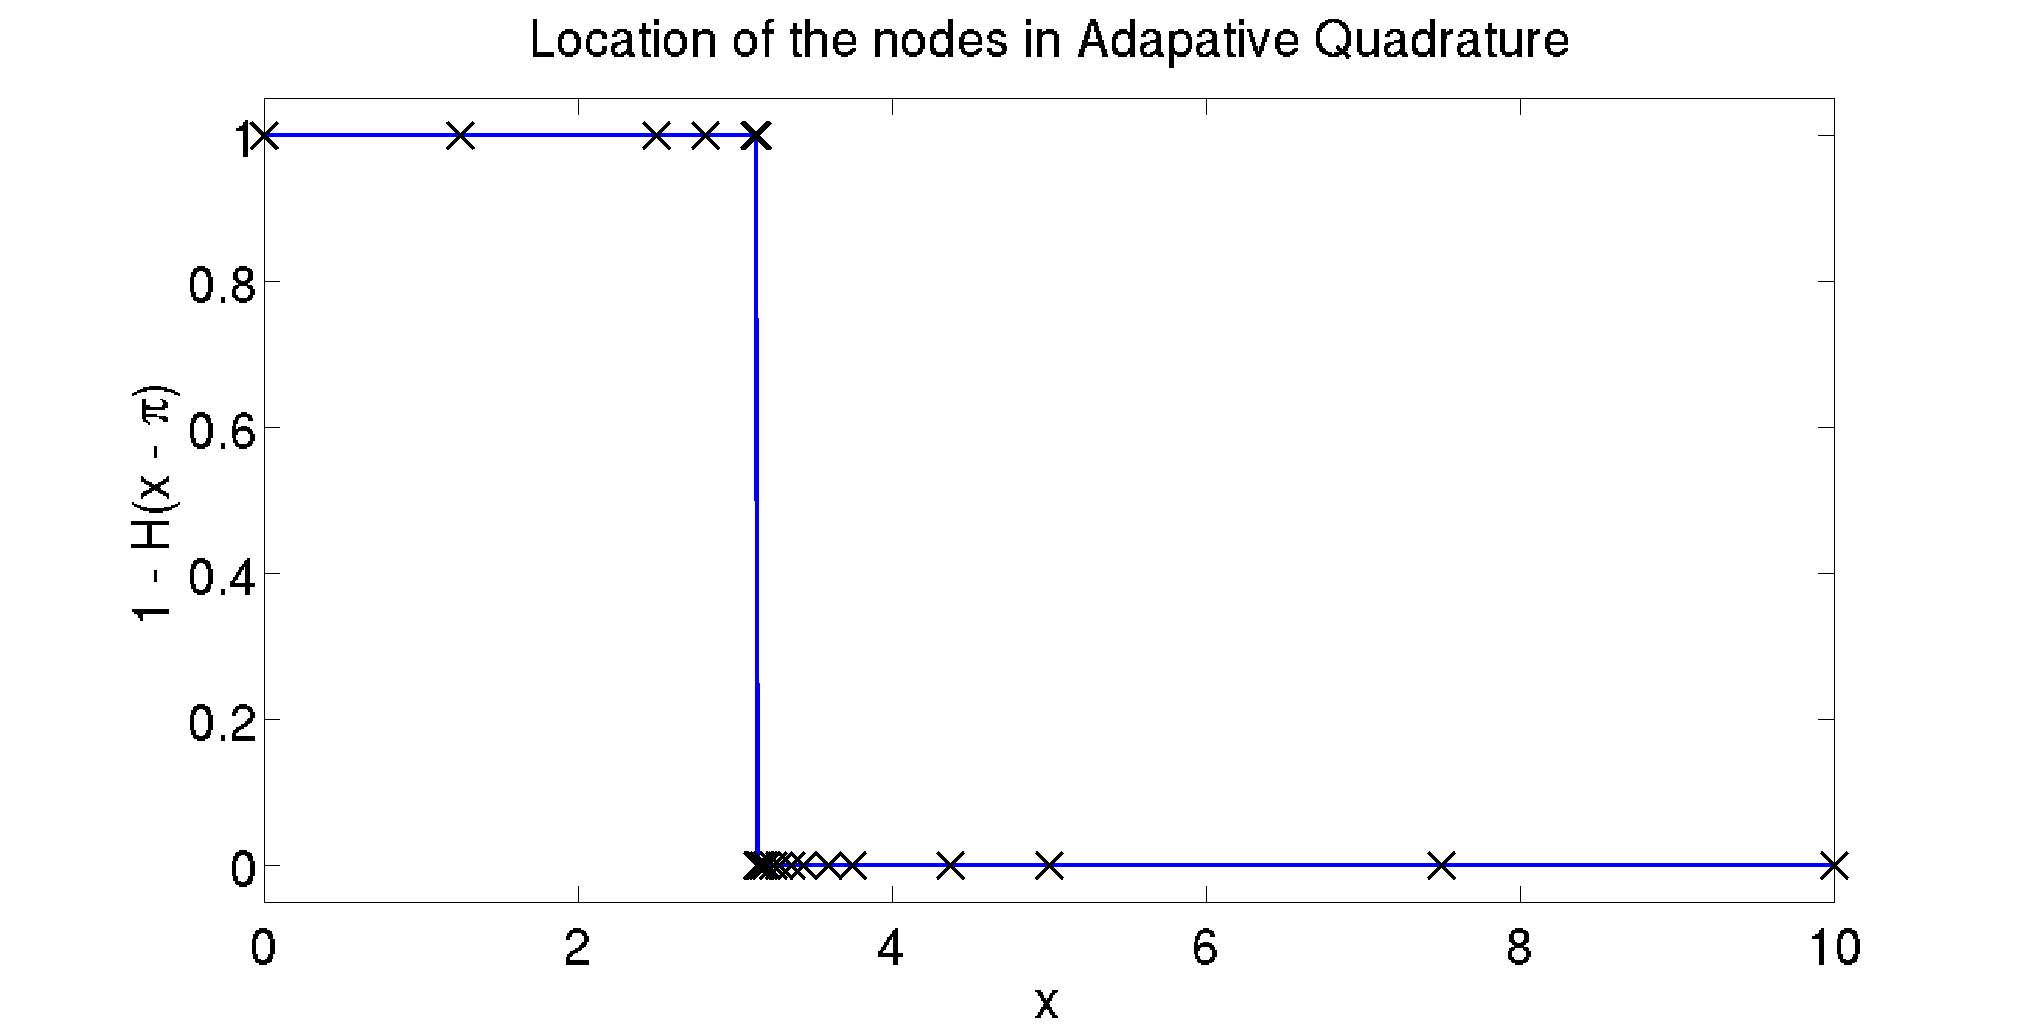 Location of the nodes in Adapative Quadrature
1
0.8
0.6
0.4
0.2
0
1 - H(x - π)
0 2 4 6 8 10
x